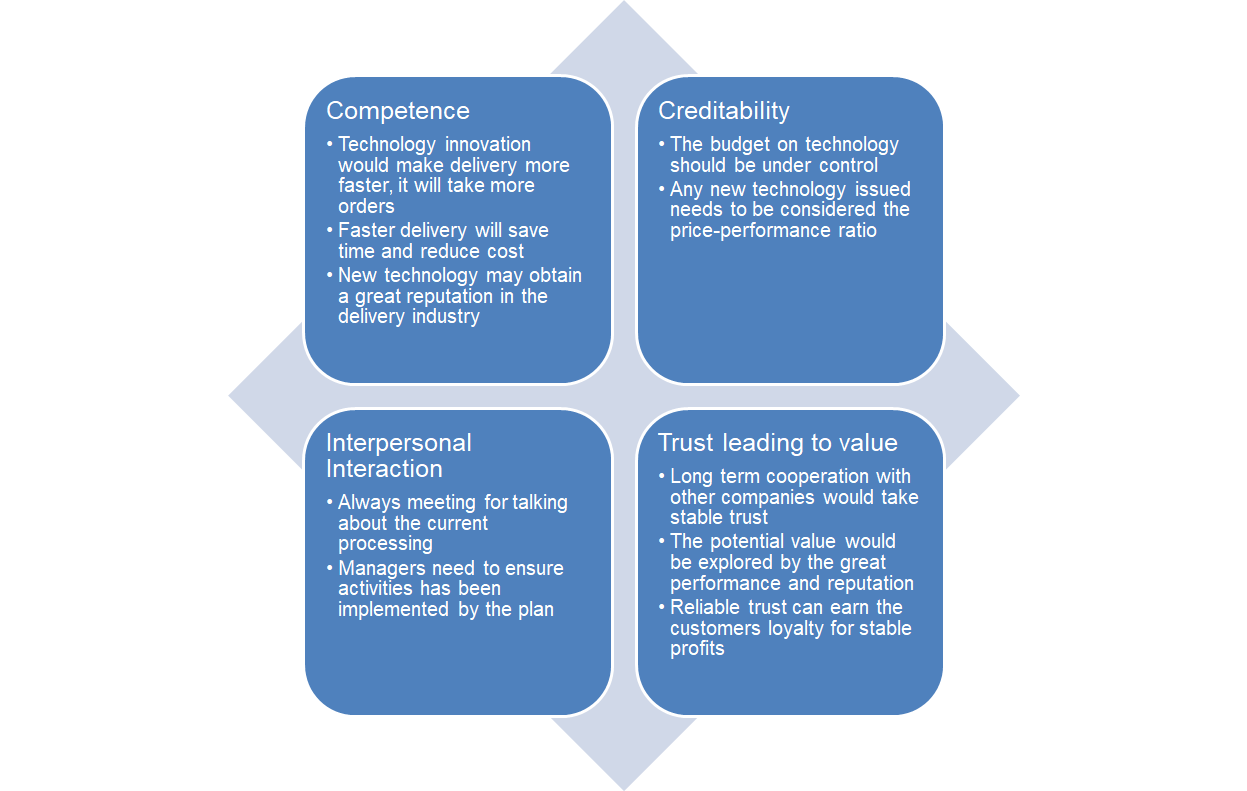 Competence
• Technology innovation
would make delivery more
faster, it will take more
orders
• Faster delivery will save
time and reduce cost
• New technology may obtain
a great reputation in the
delivery industry
Creditability
• The budget on technology
should be under control
• Any new technology issued
needs to be considered the
price-performance ratio
Interpersonal
Interaction
• Always meeting for talking
about the current
processing
• Managers need to ensure
activities has been
implemented by the plan
Trust leading to value
• Long term cooperation with
other companies would take
stable trust
• The potential value would
be explored by the great
performance and reputation
• Reliable trust can earn the
customers loyalty for stable
profits